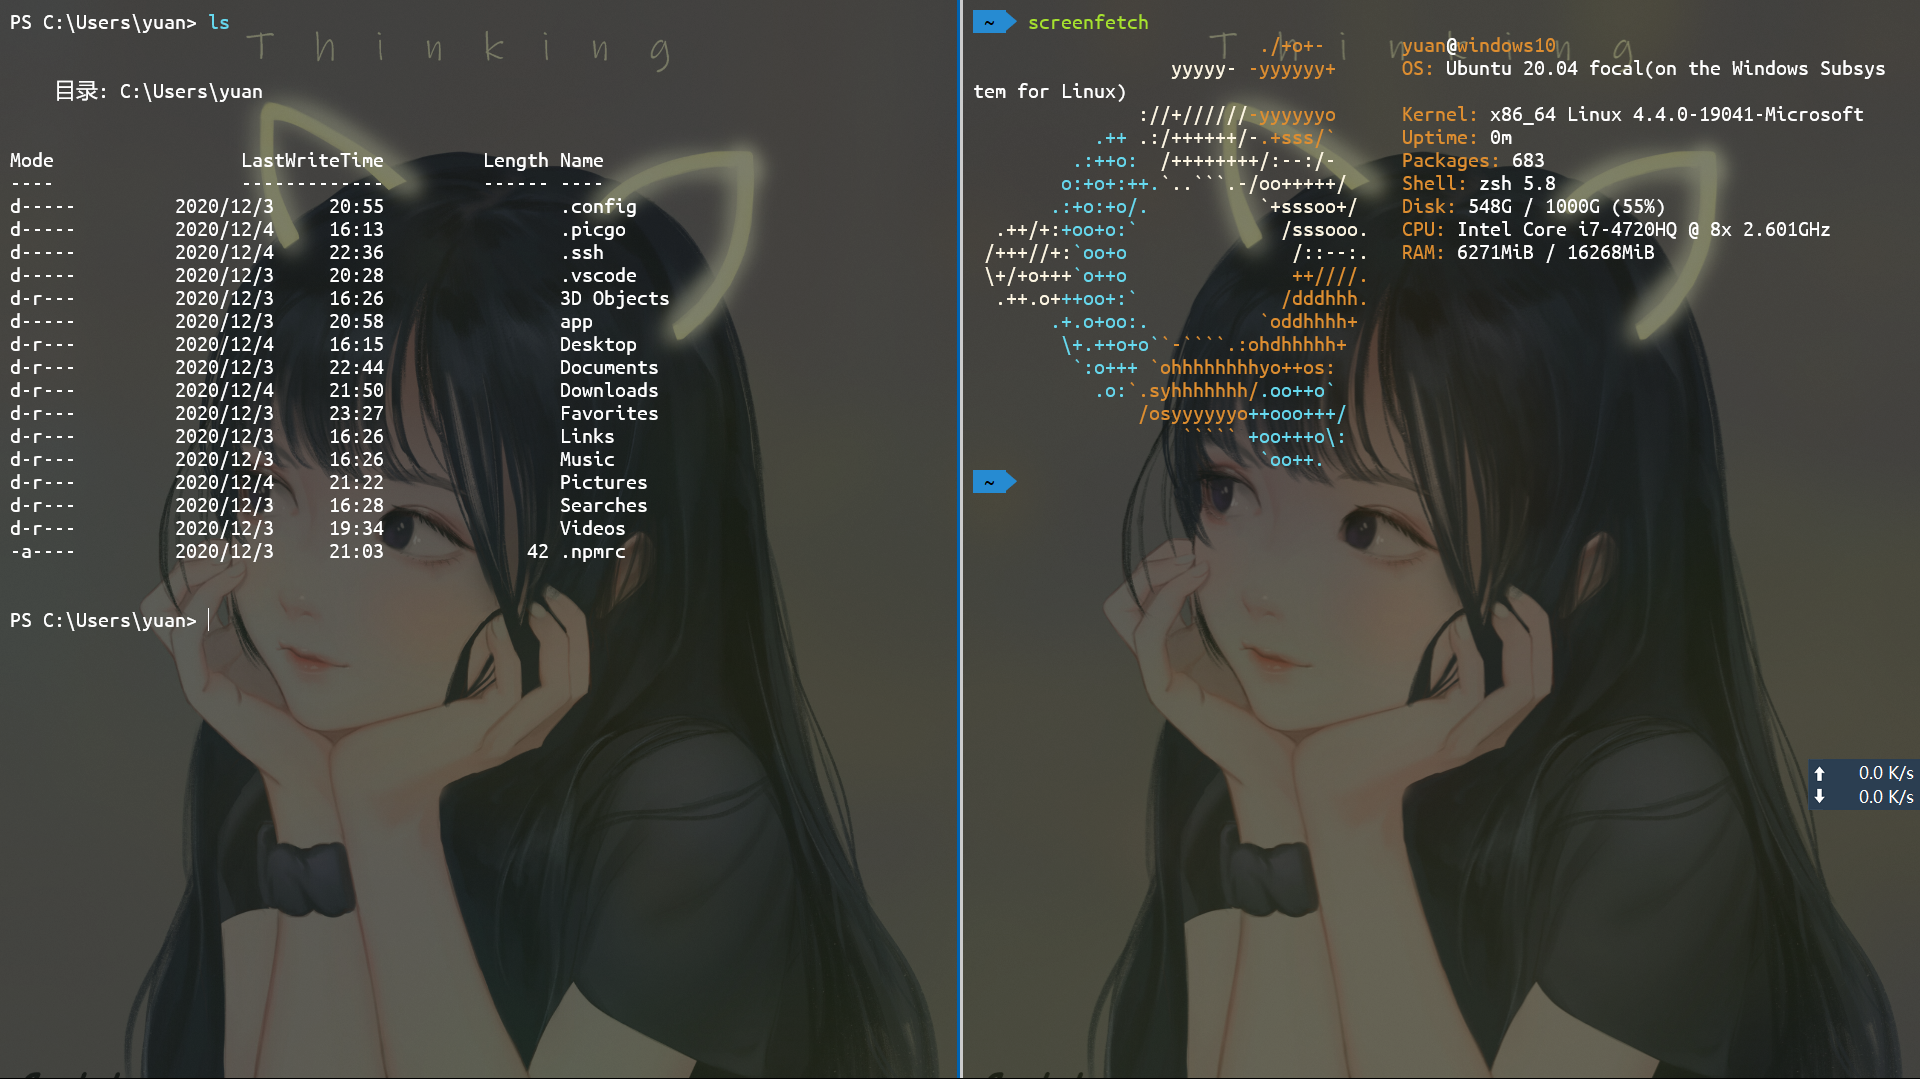 PS C:\Users\yuan> ls
T h i n k i n g
目录: C:\Users\yuan
Mode                 LastWriteTime         Length Name
----                 -------------         ------ ----
d-----         2020/12/3     20:55                .config
d-----         2020/12/4     16:13                .picgo
d-----         2020/12/4     22:36                .ssh
d-----         2020/12/3     20:28                .vscode
d-r---         2020/12/3     16:26                3D Objects
d-----         2020/12/3     20:58                app
d-r---         2020/12/4     16:15                Desktop
d-r---         2020/12/3     22:44                Documents
d-r---         2020/12/4     21:50                Downloads
d-r---         2020/12/3     23:27                Favorites
d-r---         2020/12/3     16:26                Links
d-r---         2020/12/3     16:26                Music
d-r---         2020/12/4     21:22                Pictures
d-r---         2020/12/3     16:28                Searches
d-r---         2020/12/3     19:34                Videos
-a----         2020/12/3     21:03             42 .npmrc
PS C:\Users\yuan>
~ screenfetch
T h i n k i n g
./+o+-       yuan@windows10
yyyyy- -yyyyyy+      OS: Ubuntu 20.04 focal(on the Windows Subsys
tem for Linux)
://+//////-yyyyyyo      Kernel: x86_64 Linux 4.4.0-19041-Microsoft
.++ .:/++++++/-.+sss/`      Uptime: 0m
.:++o:  /++++++++/:--:/-      Packages: 683
o:+o+:++.`..```.-/oo+++++/      Shell: zsh 5.8
.:+o:+o/.          `+sssoo+/      Disk: 548G / 1000G (55%)
.++/+:+oo+o:`             /sssooo.      CPU: Intel Core i7-4720HQ @ 8x 2.601GHz
/+++//+:`oo+o               /::--:.      RAM: 6271MiB / 16268MiB
\+/+o+++`o++o               ++////.
.++.o+++oo+:`             /dddhhh.
.+.o+oo:.          `oddhhhh+
\+.++o+o``-````.:ohdhhhhh+
`:o+++ `ohhhhhhhhyo++os:
.o:`.syhhhhhhh/.oo++o`
/osyyyyyyo++ooo+++/
````` +oo+++o\:
`oo++.
~
0.0 K/s
0.0 K/s